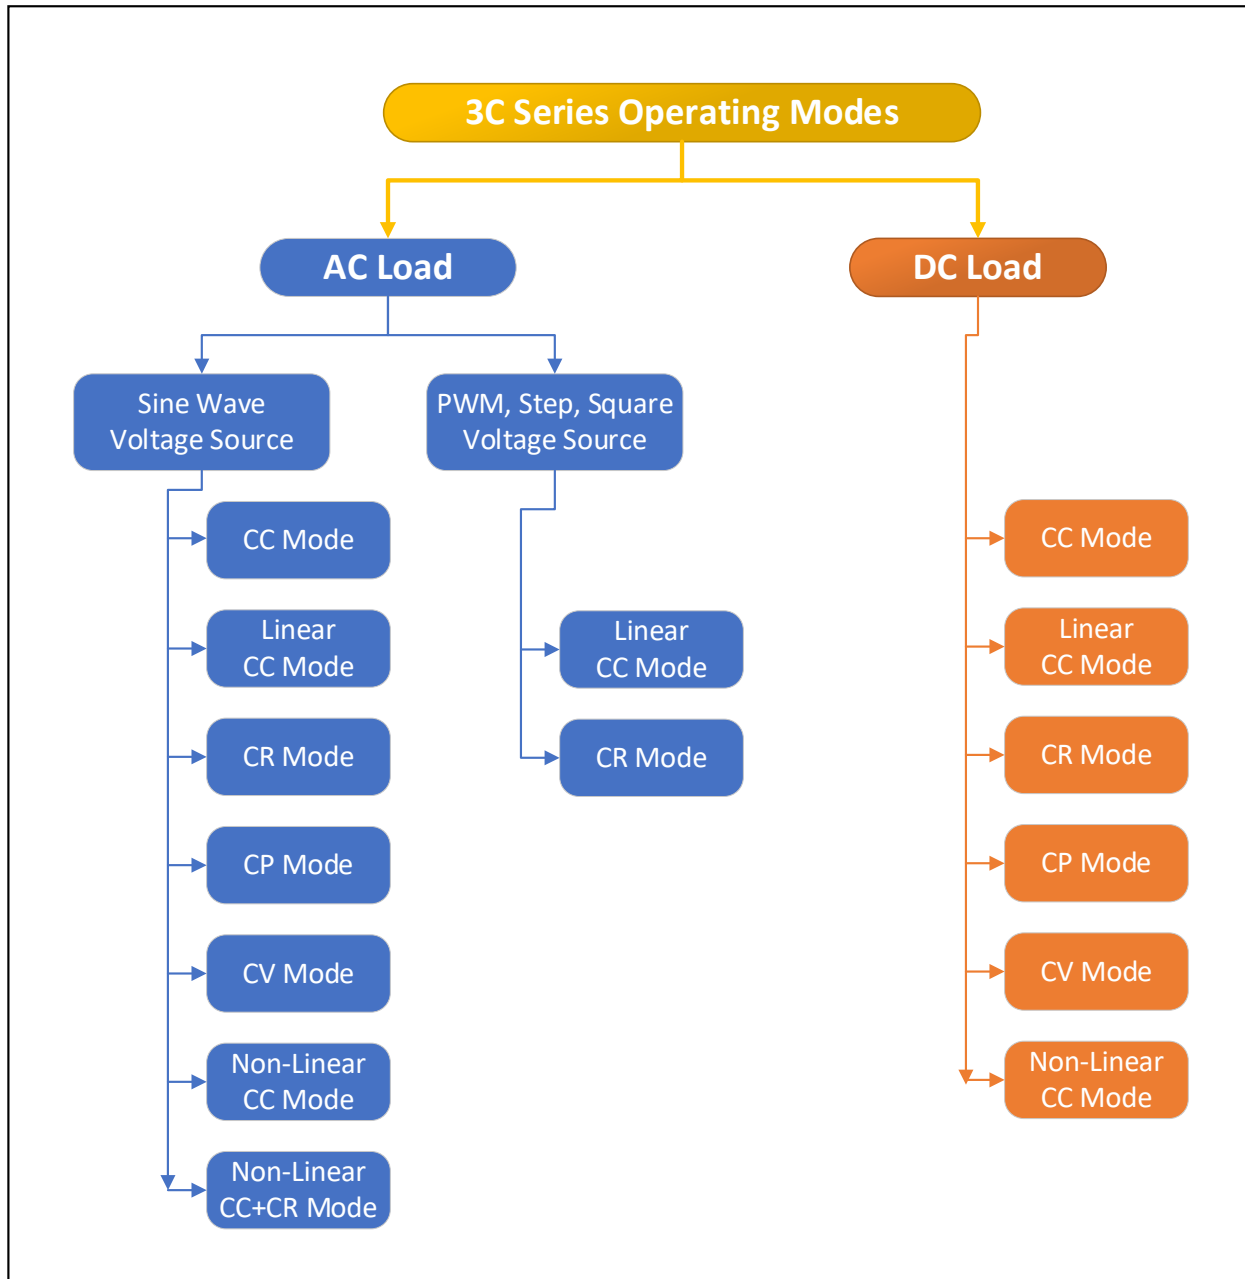 3C Series Operating Modes
AC Load
DC Load
Sine Wave
Voltage Source
PWM, Step, Square
Voltage Source
CC Mode
Linear
CC Mode
CR Mode
CP Mode
CV Mode
Non-Linear
CC Mode
Non-Linear
CC+CR Mode
Linear
CC Mode
CR Mode
CC Mode
Linear
CC Mode
CR Mode
CP Mode
CV Mode
Non-Linear
CC Mode